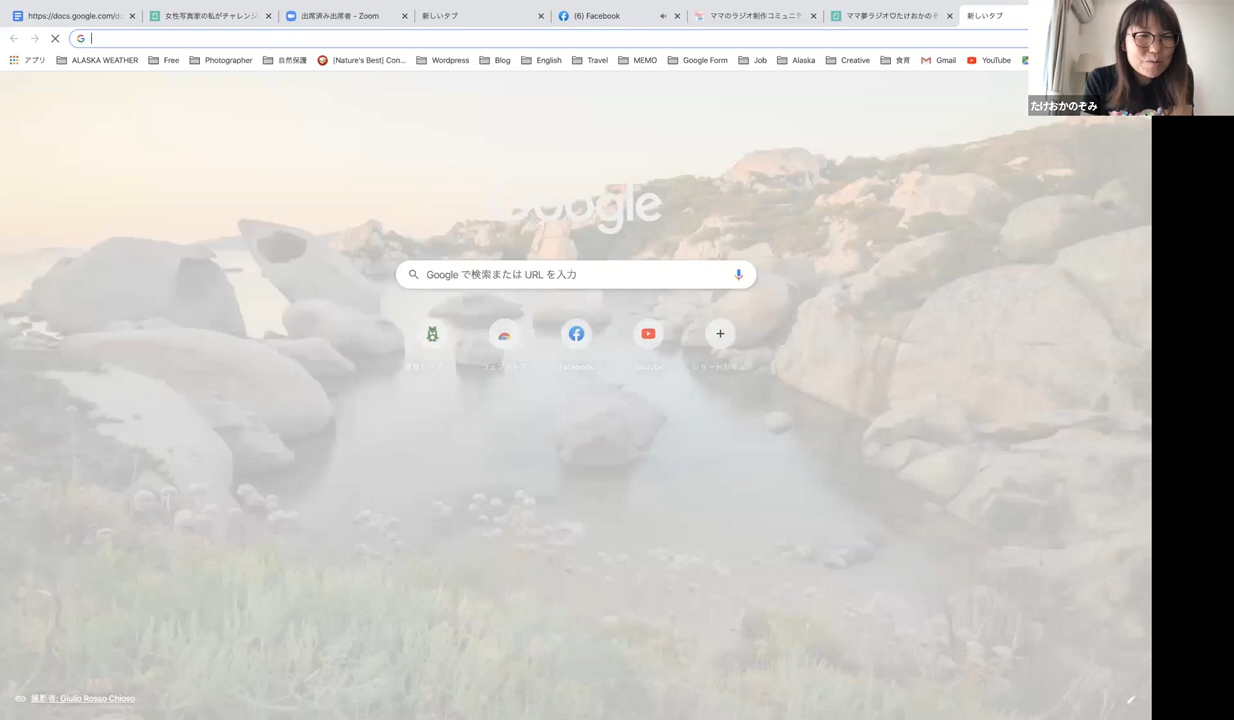 https://docs.google.com/d
女性写真家の私がチャレンジ
出席済み出席者 - Zoom
新しいタブ
(6) Facebook
ママのラジオ制作コミュニテ
ママ夢ラジオ♡たけおかのぞ
新しいタブ
アプリ
ALASKA WEATHER
Free
Photographer
自然保護
[Nature's Best] Con...
Wordpress
Blog
English
Travel
MEMO
Google Form
Job
Alaska
Creative
食育
Gmail
YouTube
たけおかのぞみ
Google
Google で検索または URL を入力
Facebook...
YouTube
撮影者: Giulio Rosso Chioso